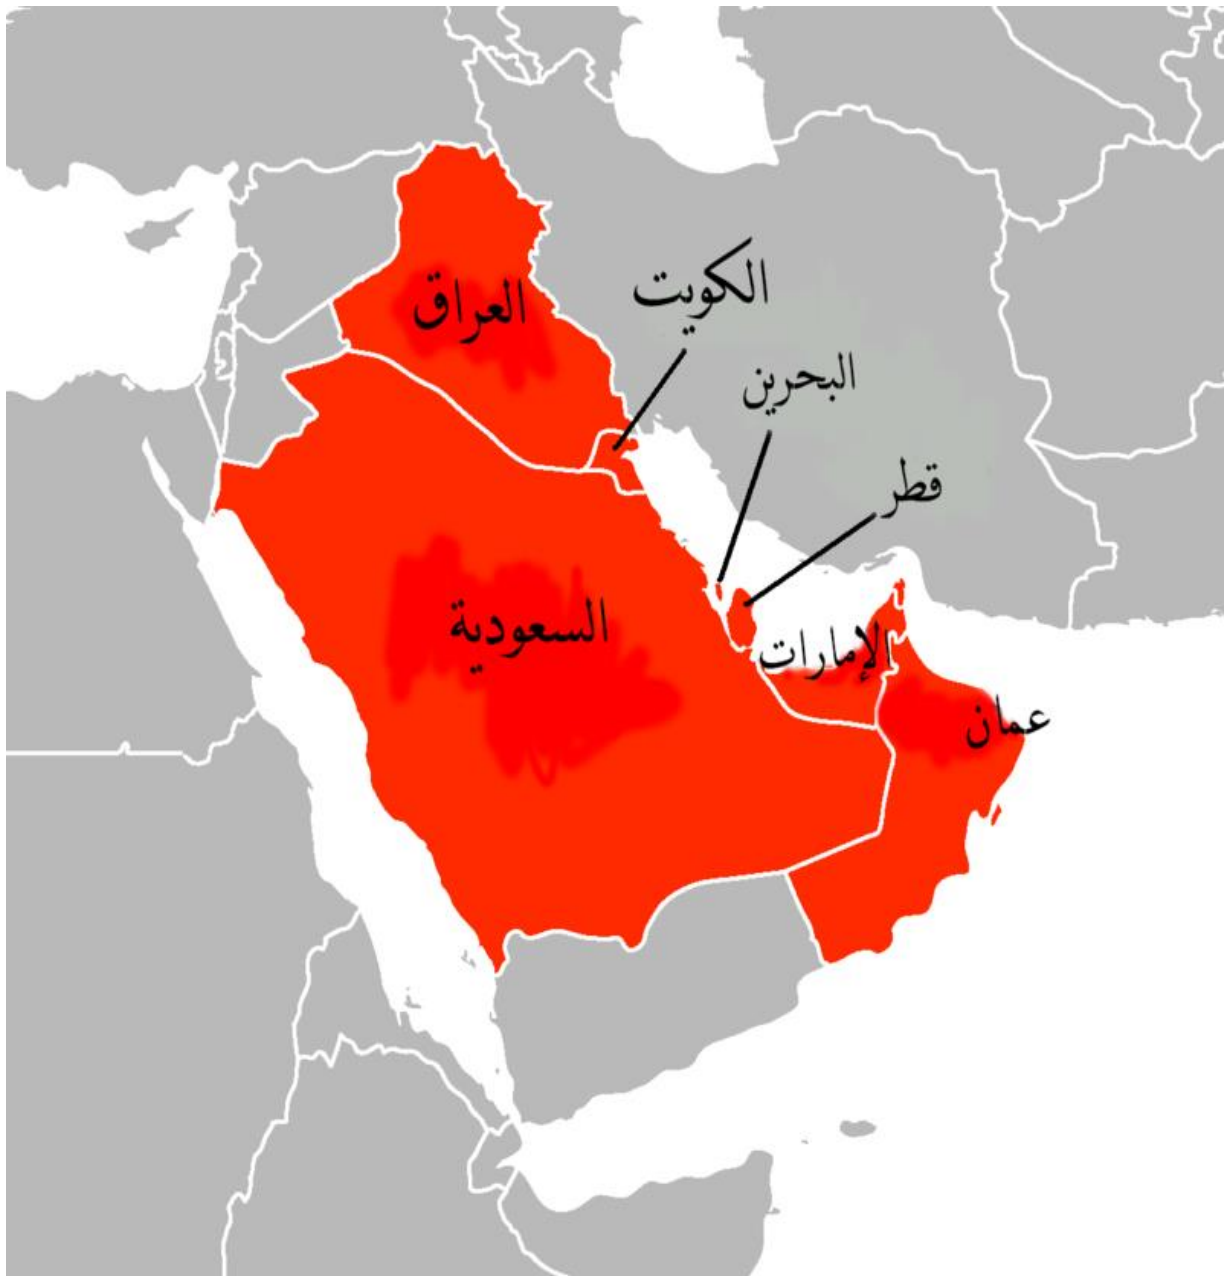 العراق
الكويت
البحرين
قطر
السعودية
الإمارات
عمان